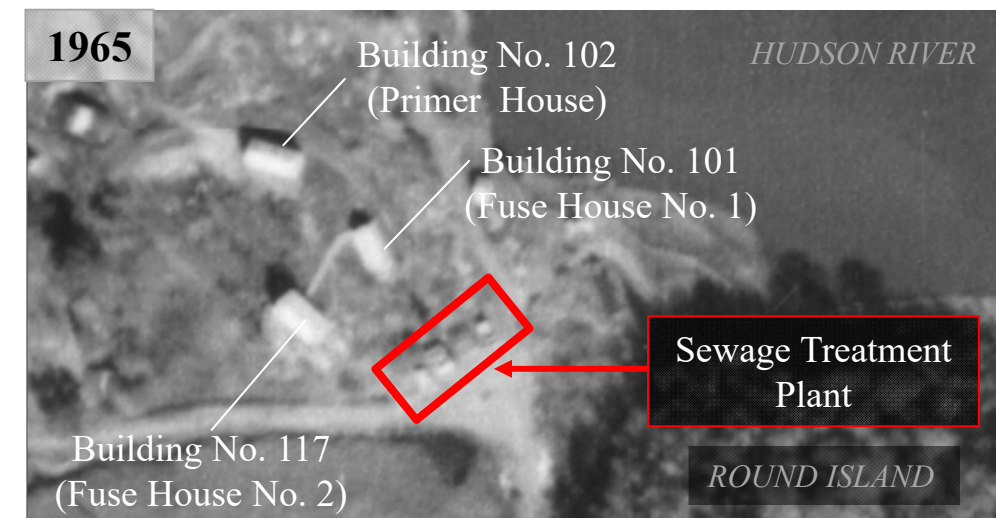 1965
Building No. 102
(Primer House)
HUDSON RIVER
Building No. 101
(Fuse House No. 1)
Sewage Treatment
Plant
Building No. 117
(Fuse House No. 2)
ROUND ISLAND